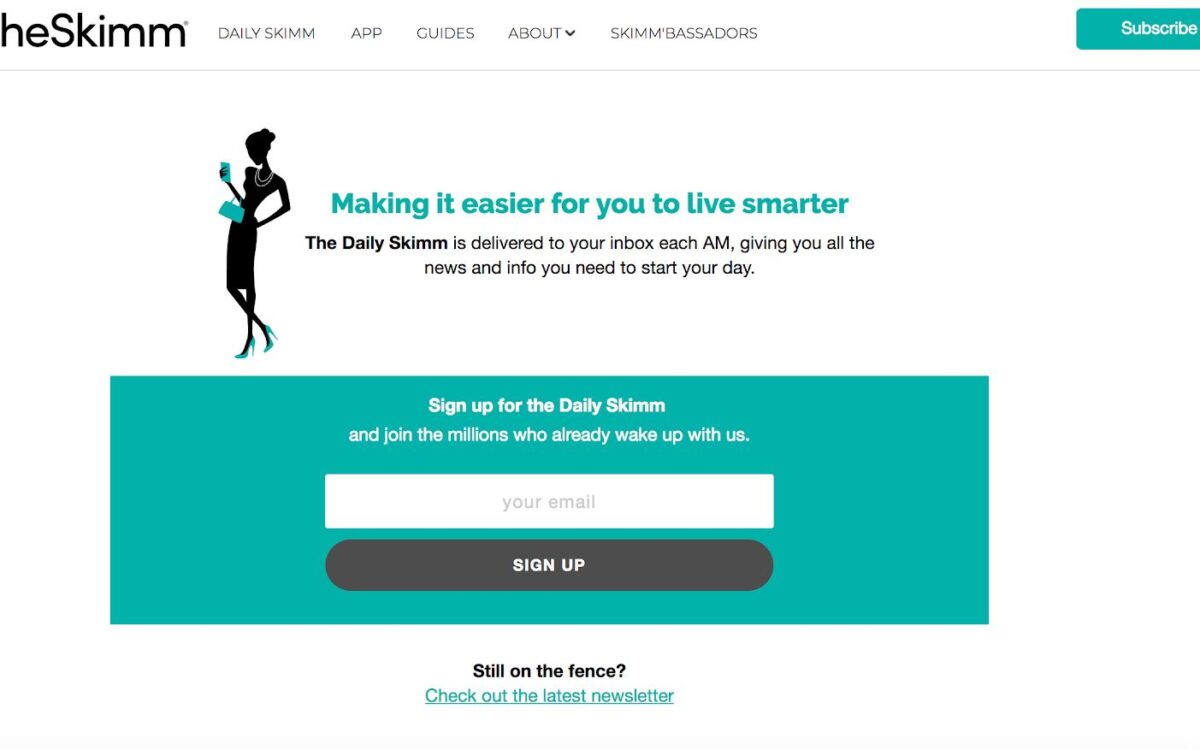 heSkimm®
DAILY SKIMM APP GUIDES ABOUT SKIMM'BASSADORS Subscribe
Making it easier for you to live smarter
The Daily Skimm is delivered to your inbox each AM, giving you all the
news and info you need to start your day.
Sign up for the Daily Skimm
and join the millions who already wake up with us.
your email
SIGN UP
Still on the fence?
Check out the latest newsletter